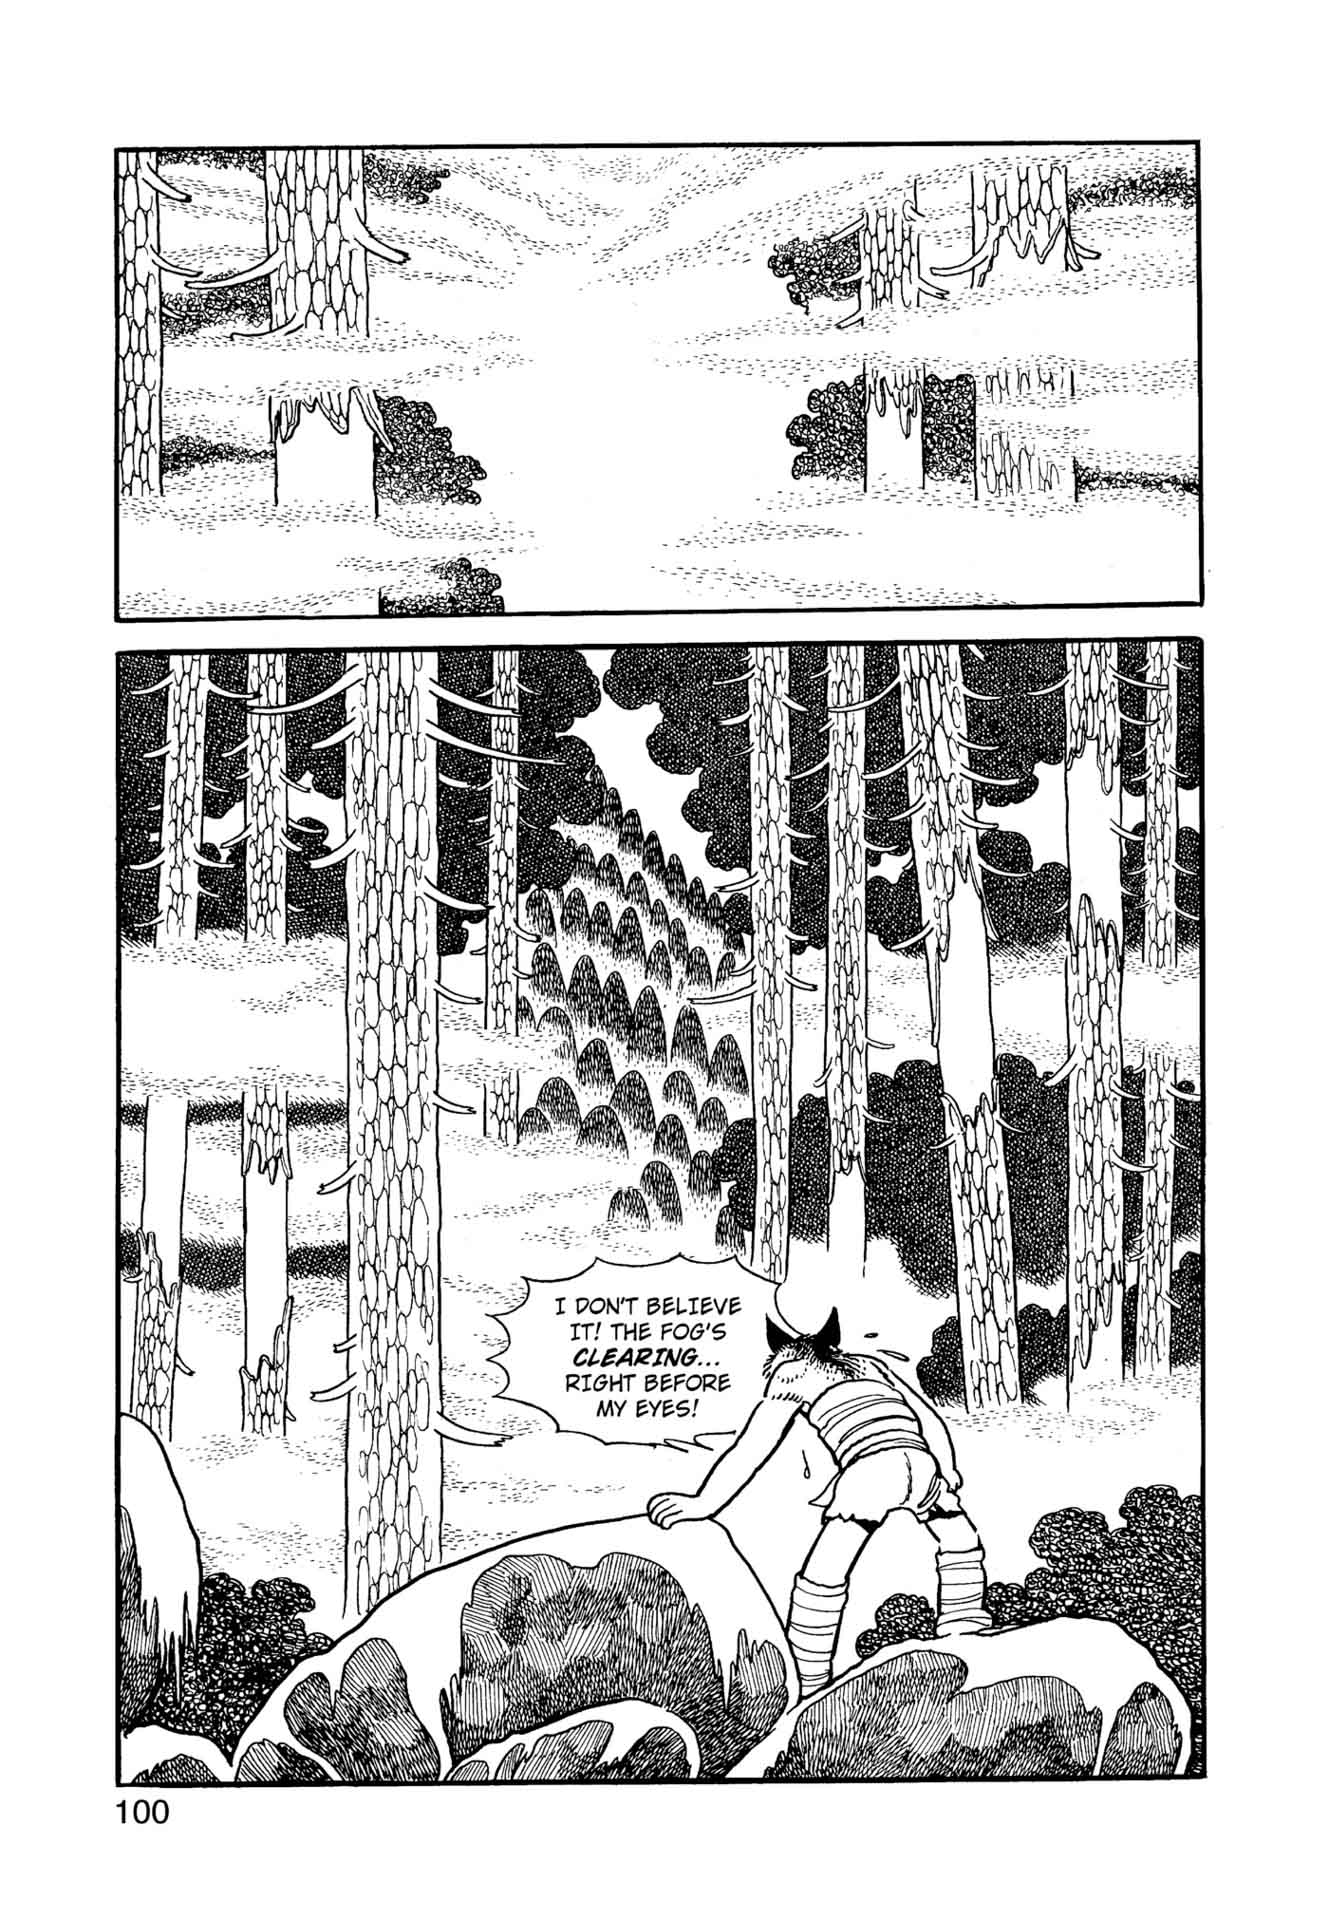 I DON'T BELIEVE
IT! THE FOG'S
CLEARING...
RIGHT BEFORE
MY EYES!
100